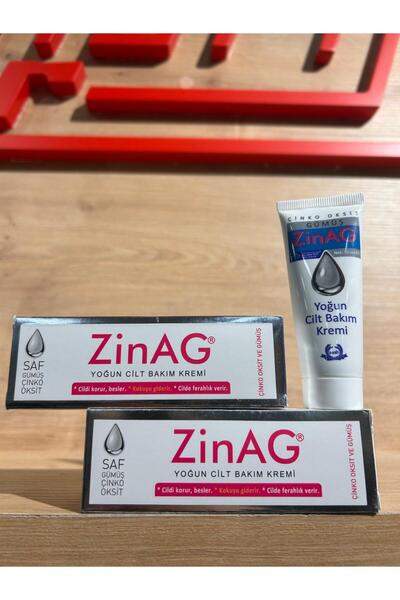 ÇİNKO OKSİT
GÜMÜŞ
ZinAG
Yoğun
Cilt Bakım
Kremi
SAF
GÜMÜŞ
ÇİNKO
OKSİT
ZinAG®
YOĞUN CİLT BAKIM KREMİ
* Cildi korur, besler. * Kokuyu giderir. * Cilde ferahlık verir.
ÇİNKO OKSİT VE GÜMÜŞ
SAF
GÜMÜŞ
ÇİNKO
OKSİT
ZinAG®
YOĞUN CİLT BAKIM KREMİ
* Cildi korur, besler. * Kokuyu giderir. * Cilde ferahlık verir.
ÇİNKO OKSİT VE GÜMÜŞ